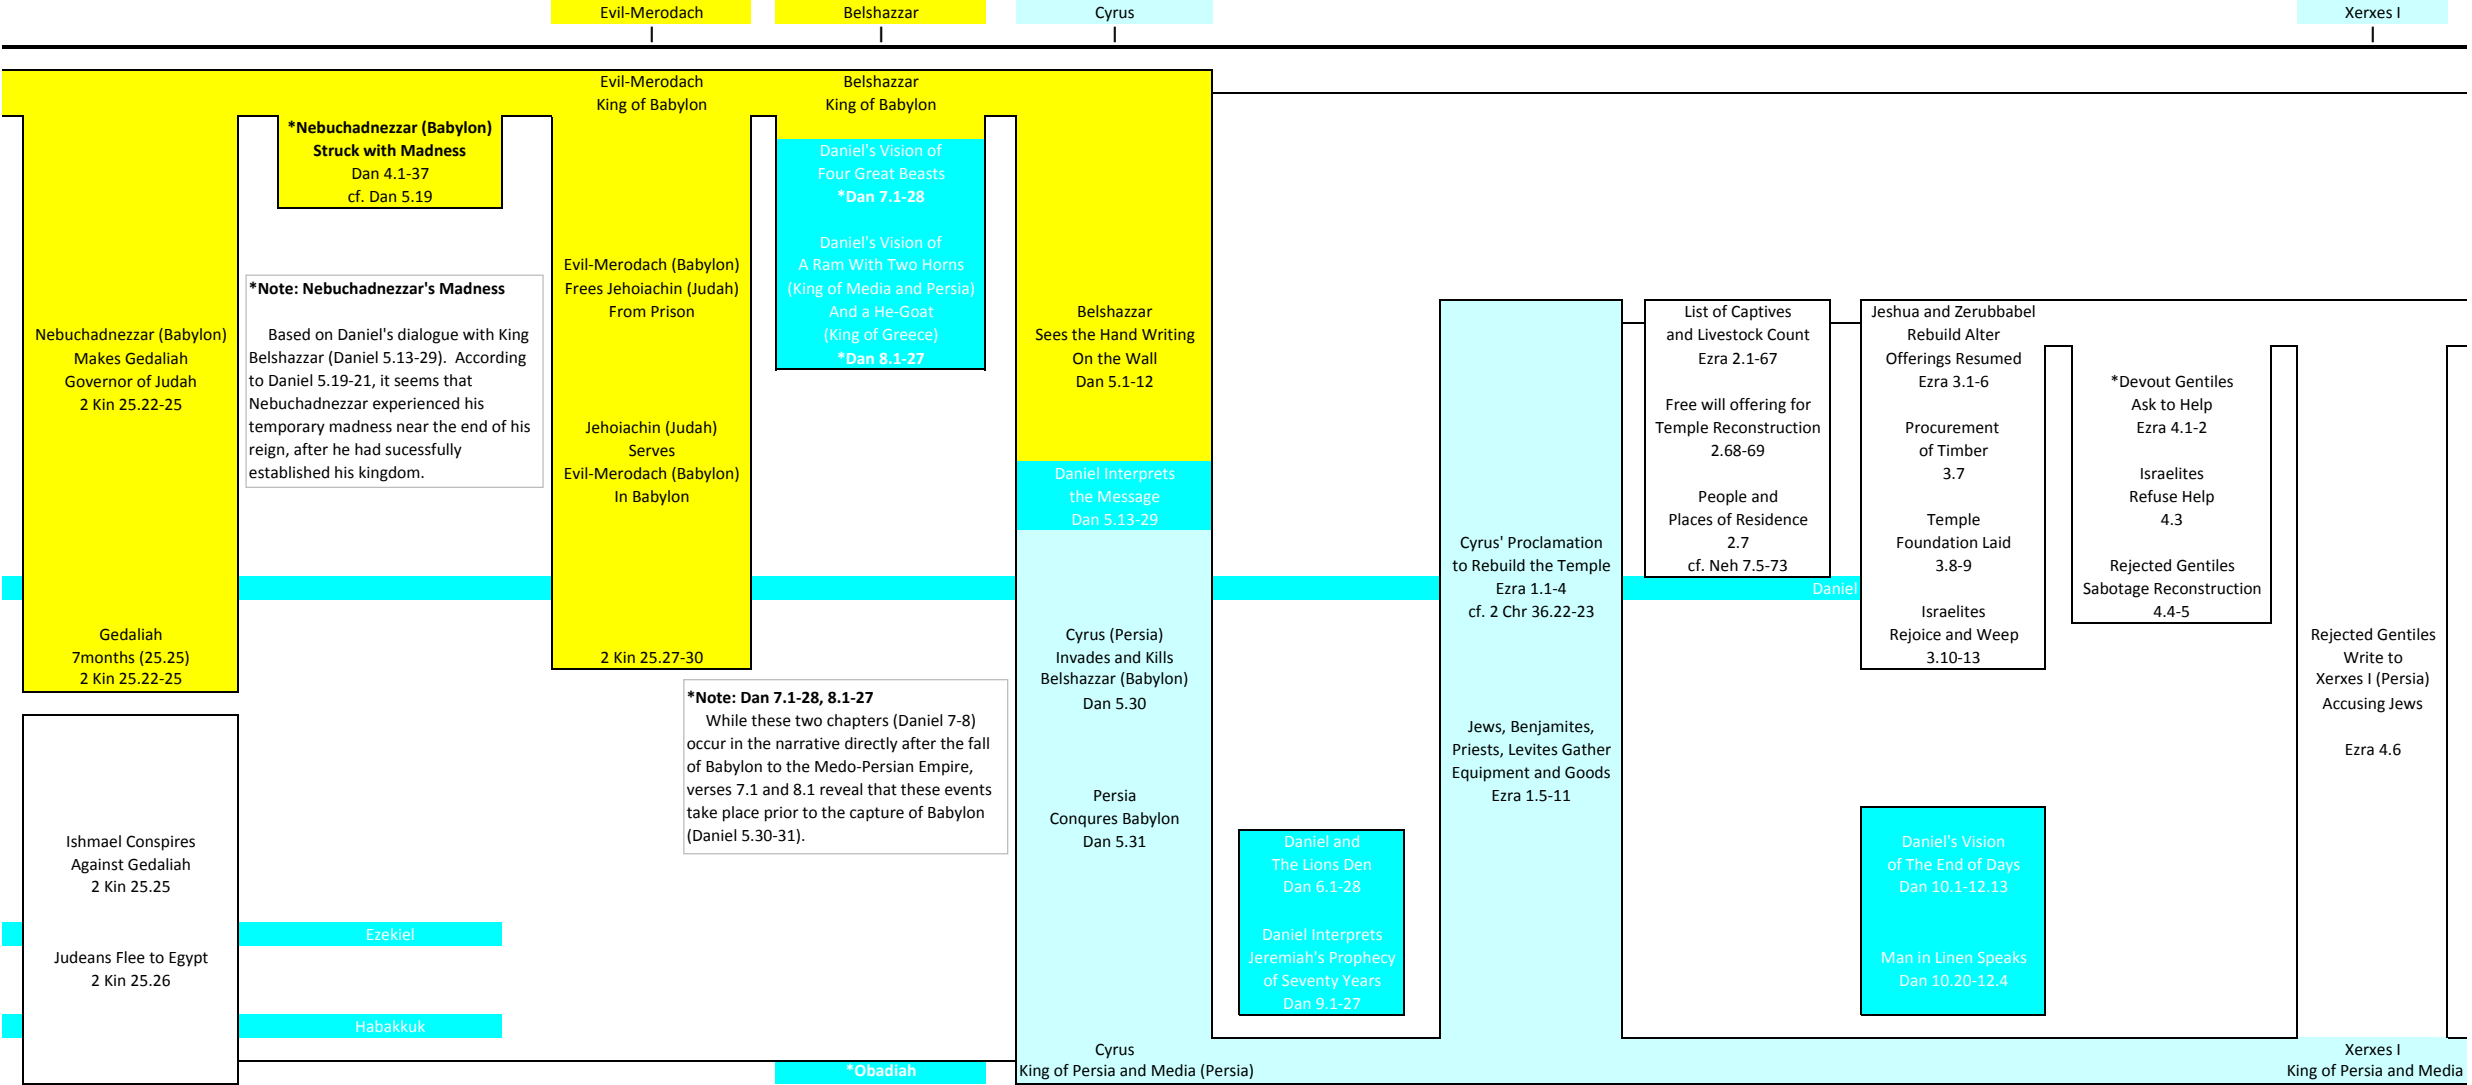 Evil-Merodach
Belshazzar
Cyrus
Xerxes I
Evil-Merodach
King of Babylon
Belshazzar
King of Babylon
Nebuchadnezzar (Babylon)
Makes Gedaliah
Governor of Judah
2 Kin 25.22-25
Gedaliah
7months (25.25)
2 Kin 25.22-25
Ishmael Conspires
Against Gedaliah
2 Kin 25.25
Judeans Flee to Egypt
2 Kin 25.26
*Nebuchadnezzar (Babylon)
Struck with Madness
Dan 4.1-37
cf. Dan 5.19
*Note: Nebuchadnezzar's Madness
Based on Daniel's dialogue with King
Belshazzar (Daniel 5.13-29).  According
to Daniel 5.19-21, it seems that
Nebuchadnezzar experienced his
temporary madness near the end of his
reign, after he had sucessfully
established his kingdom.
Ezekiel
Habakkuk
Evil-Merodach (Babylon)
Frees Jehoiachin (Judah)
From Prison
Jehoiachin (Judah)
Serves
Evil-Merodach (Babylon)
In Babylon
2 Kin 25.27-30
Daniel's Vision of
Four Great Beasts
*Dan 7.1-28
Daniel's Vision of
A Ram With Two Horns
(King of Media and Persia)
And a He-Goat
(King of Greece)
*Dan 8.1-27
*Note: Dan 7.1-28, 8.1-27
While these two chapters (Daniel 7-8)
occur in the narrative directly after the fall
of Babylon to the Medo-Persian Empire,
verses 7.1 and 8.1 reveal that these events
take place prior to the capture of Babylon
(Daniel 5.30-31).
*Obadiah
Belshazzar
Sees the Hand Writing
On the Wall
Dan 5.1-12
Daniel Interprets
the Message
Dan 5.13-29
Cyrus (Persia)
Invades and Kills
Belshazzar (Babylon)
Dan 5.30
Persia
Conqures Babylon
Dan 5.31
Cyrus
King of Persia and Media (Persia)
Daniel and
The Lions Den
Dan 6.1-28
Daniel Interprets
Jeremiah's Prophecy
of Seventy Years
Dan 9.1-27
Cyrus' Proclamation
to Rebuild the Temple
Ezra 1.1-4
cf. 2 Chr 36.22-23
Jews, Benjamites,
Priests, Levites Gather
Equipment and Goods
Ezra 1.5-11
List of Captives
and Livestock Count
Ezra 2.1-67
Free will offering for
Temple Reconstruction
2.68-69
People and
Places of Residence
2.7
cf. Neh 7.5-73
Daniel
Jeshua and Zerubbabel
Rebuild Alter
Offerings Resumed
Ezra 3.1-6
Procurement
of Timber
3.7
Temple
Foundation Laid
3.8-9
Israelites
Rejoice and Weep
3.10-13
Daniel's Vision
of The End of Days
Dan 10.1-12.13
Man in Linen Speaks
Dan 10.20-12.4
*Devout Gentiles
Ask to Help
Ezra 4.1-2
Israelites
Refuse Help
4.3
Rejected Gentiles
Sabotage Reconstruction
4.4-5
Rejected Gentiles
Write to
Xerxes I (Persia)
Accusing Jews
Ezra 4.6
Xerxes I
King of Persia and Media